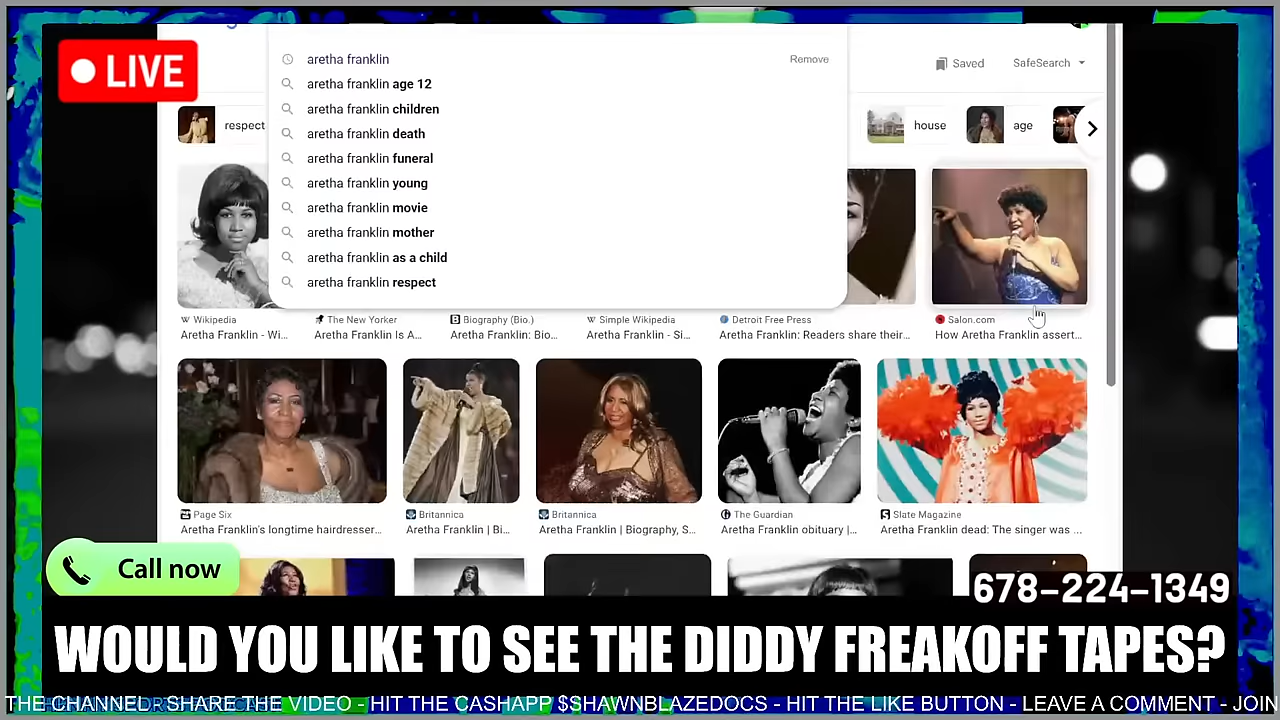 LIVE
aretha franklin
Remove
aretha franklin age 12
aretha franklin children
aretha franklin death
aretha franklin funeral
aretha franklin young
aretha franklin movie
aretha franklin mother
aretha franklin as a child
aretha franklin respect
Saved
SafeSearch
respect
house
age
Wikipedia
The New Yorker
Biography (Bio.)
Simple Wikipedia
Detroit Free Press
Salon.com
Aretha Franklin - Wi...
Aretha Franklin Is A...
Aretha Franklin: Bio...
Aretha Franklin - Si...
Aretha Franklin: Readers share their...
How Aretha Franklin assert...
Page Six
Britannica
Britannica
The Guardian
Slate Magazine
Aretha Franklin's longtime hairdresser...
Aretha Franklin | Bi...
Aretha Franklin | Biography, S...
Aretha Franklin obituary |...
Aretha Franklin dead: The singer was ...
Call now
678-224-1349
WOULD YOU LIKE TO SEE THE DIDDY FREAKOFF TAPES?
THE CHANNEL - SHARE THE VIDEO - HIT THE CASHAPP $SHAWNBLAZEDOCS - HIT THE LIKE BUTTON - LEAVE A COMMENT - JOIN